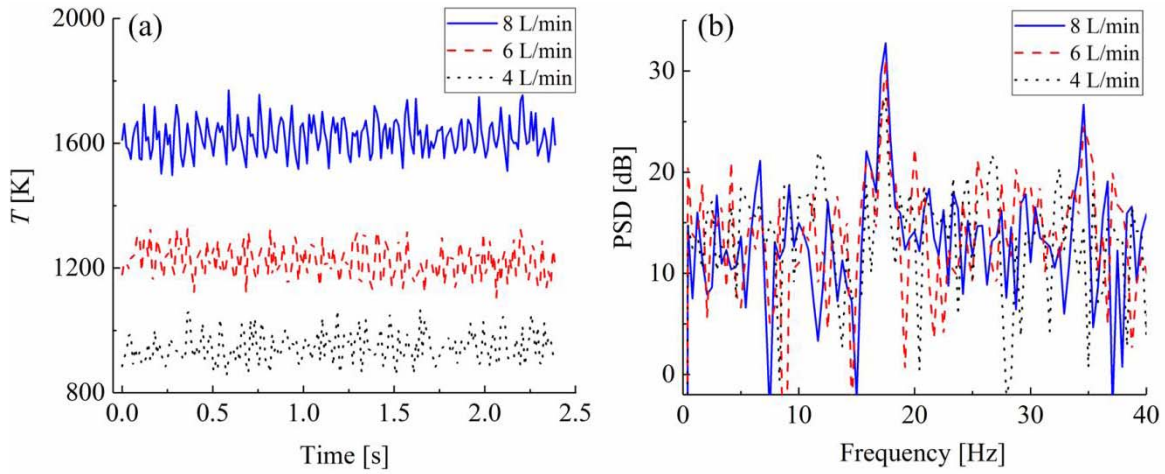 (a)
8 L/min
6 L/min
4 L/min
2000
1600
1200
800
T [K]
0.0 0.5 1.0 1.5 2.0 2.5
Time [s]
(b)
8 L/min
6 L/min
4 L/min
30
20
10
0
PSD [dB]
0 10 20 30 40
Frequency [Hz]